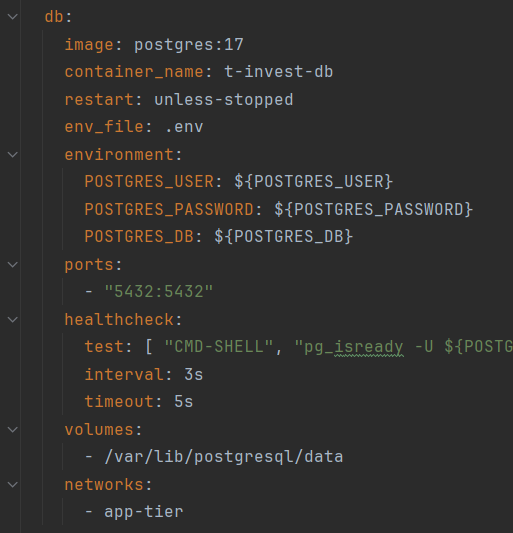 db:
image: postgres:17
container_name: t-invest-db
restart: unless-stopped
env_file: .env
environment:
POSTGRES_USER: ${POSTGRES_USER}
POSTGRES_PASSWORD: ${POSTGRES_PASSWORD}
POSTGRES_DB: ${POSTGRES_DB}
ports:
- "5432:5432"
healthcheck:
test: [ "CMD-SHELL", "pg_isready -U ${POSTG
interval: 3s
timeout: 5s
volumes:
- /var/lib/postgresql/data
networks:
- app-tier